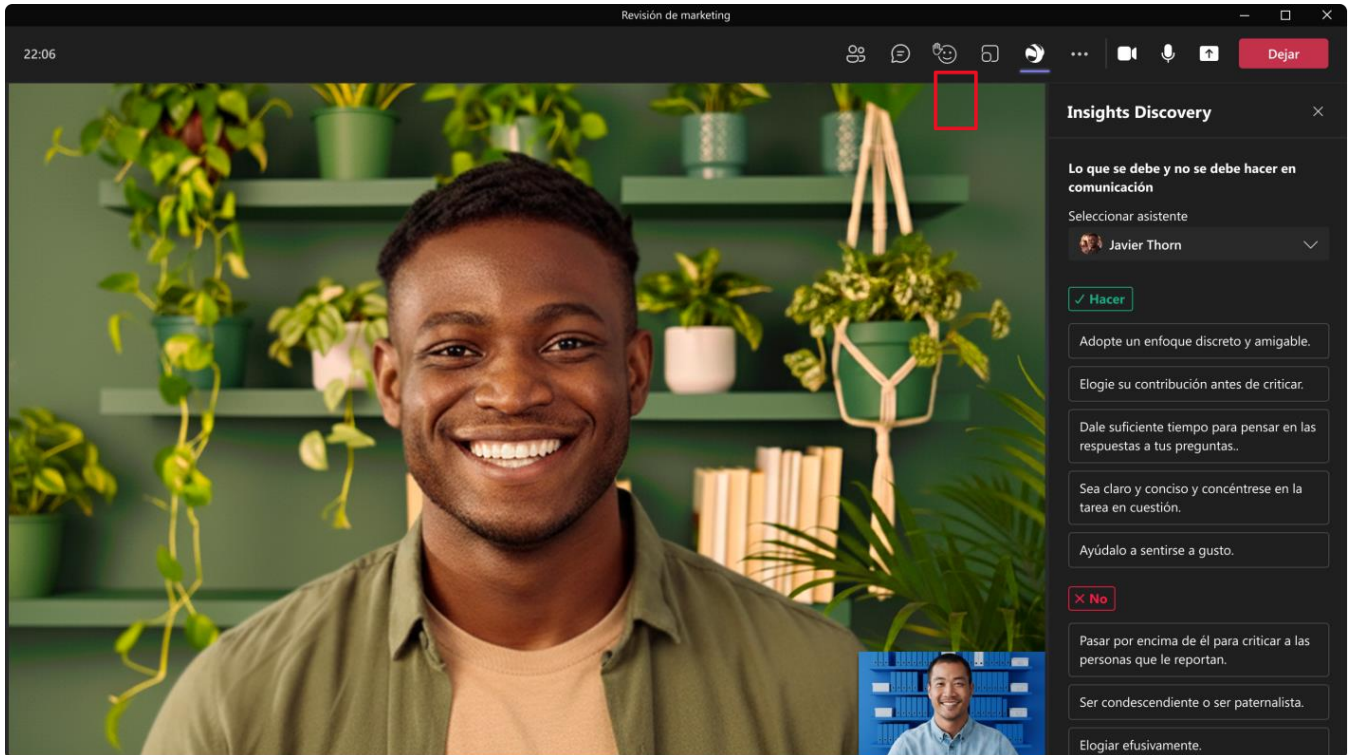 Revisión de marketing
22:06
Dejar
Insights Discovery
Lo que se debe y no se debe hacer en
comunicación
Seleccionar asistente
Javier Thorn
Hacer
Adopte un enfoque discreto y amigable.
Elogie su contribución antes de criticar.
Dale suficiente tiempo para pensar en las
respuestas a tus preguntas..
Sea claro y conciso y concéntrese en la
tarea en cuestión.
Ayúdalo a sentirse a gusto.
No
Pasar por encima de él para criticar a las
personas que le reportan.
Ser condescendiente o ser paternalista.
Elogiar efusivamente.